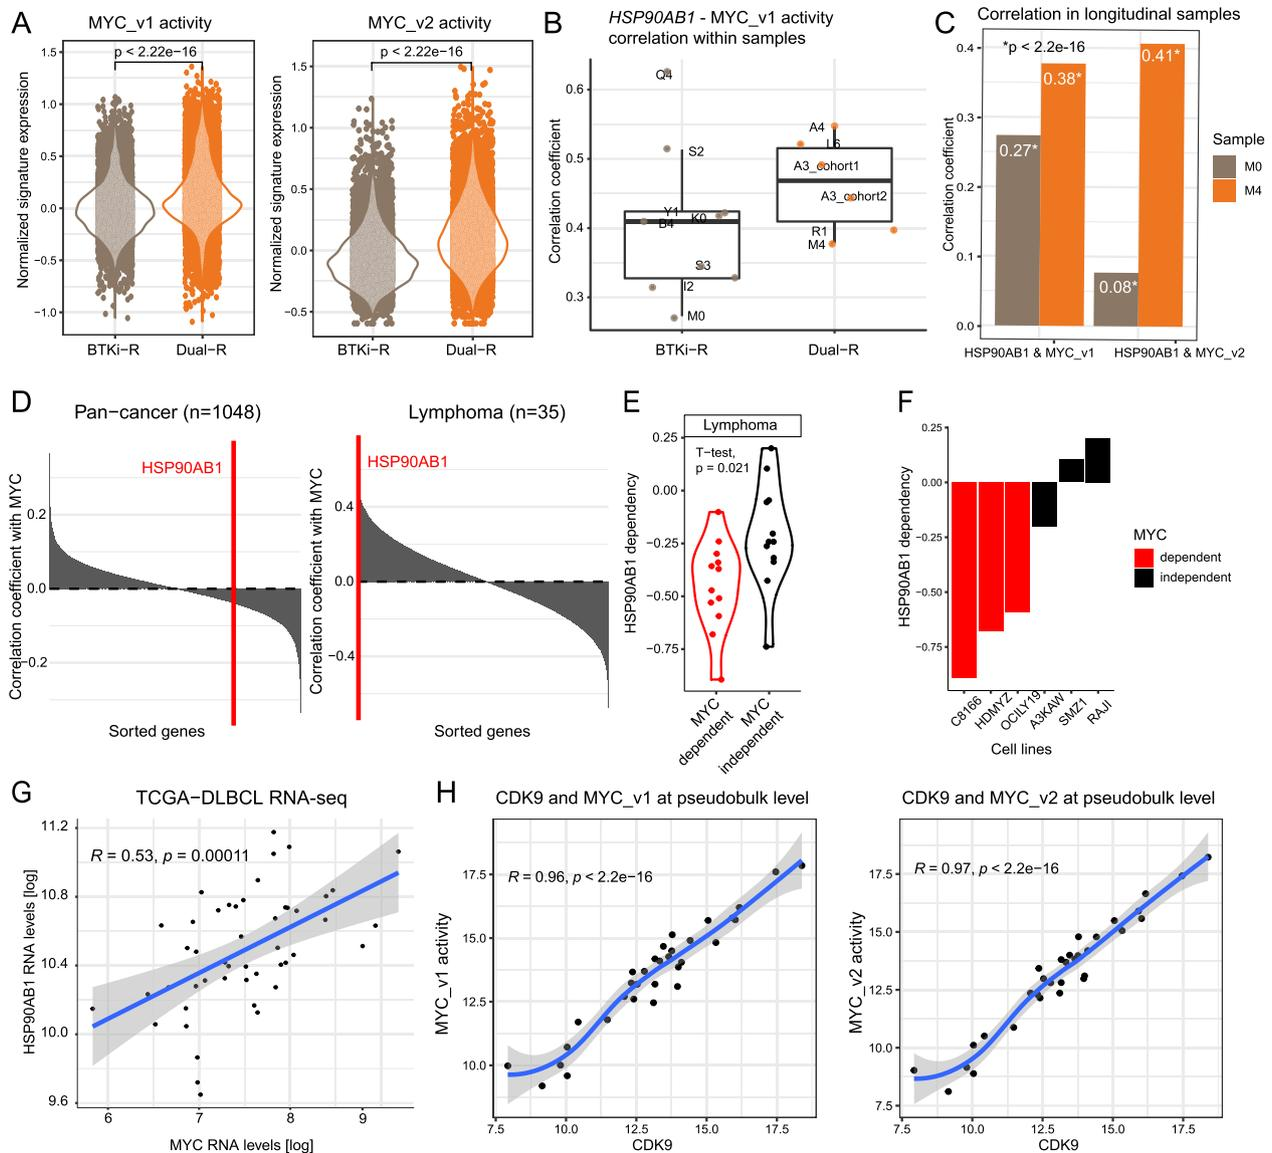 A
MYC_v1 activity
MYC_v2 activity
Normalized signature expression
1.5
1.0
0.5
0.0
−0.5
−1.0
p < 2.22e−16
BTKi−R
Dual−R
Normalized signature expression
1.5
1.0
0.5
0.0
−0.5
p < 2.22e−16
BTKi−R
Dual−R
B
HSP90AB1 - MYC_v1 activity
correlation within samples
Correlation coefficient
0.6
0.5
0.4
0.3
Q4
S2
Y1
K0
B4
S3
I2
M0
A4
L6
A3_cohort1
A3_cohort2
R1
M4
BTKi−R
Dual−R
C
Correlation in longitudinal samples
Correlation coefficient
0.4
0.3
0.2
0.1
0.0
*p < 2.2e-16
0.27*
0.38*
0.08*
0.41*
HSP90AB1 & MYC_v1
HSP90AB1 & MYC_v2
Sample
M0
M4
D
Pan−cancer (n=1048)
HSP90AB1
Correlation coefficient with MYC
0.2
0.0
−0.2
Sorted genes
Lymphoma (n=35)
HSP90AB1
Correlation coefficient with MYC
0.4
0.0
−0.4
Sorted genes
E
Lymphoma
T−test,
p = 0.021
HSP90AB1 dependency
0.25
0.00
−0.25
−0.50
−0.75
MYC
dependent
MYC
independent
F
HSP90AB1 dependency
0.25
0.00
−0.25
−0.50
−0.75
C8166
HDMYZ
OCILY19
A3KAW
SMZ1
RAJI
Cell lines
MYC
dependent
independent
G
TCGA−DLBCL RNA−seq
R = 0.53, p = 0.00011
HSP90AB1 RNA levels [log]
11.2
10.8
10.4
10.0
9.6
6
7
8
9
MYC RNA levels [log]
H
CDK9 and MYC_v1 at pseudobulk level
R = 0.96, p < 2.2e−16
MYC_v1 activity
17.5
15.0
12.5
10.0
7.5
10.0
12.5
15.0
17.5
CDK9
CDK9 and MYC_v2 at pseudobulk level
R = 0.97, p < 2.2e−16
MYC_v2 activity
17.5
15.0
12.5
10.0
7.5
7.5
10.0
12.5
15.0
17.5
CDK9